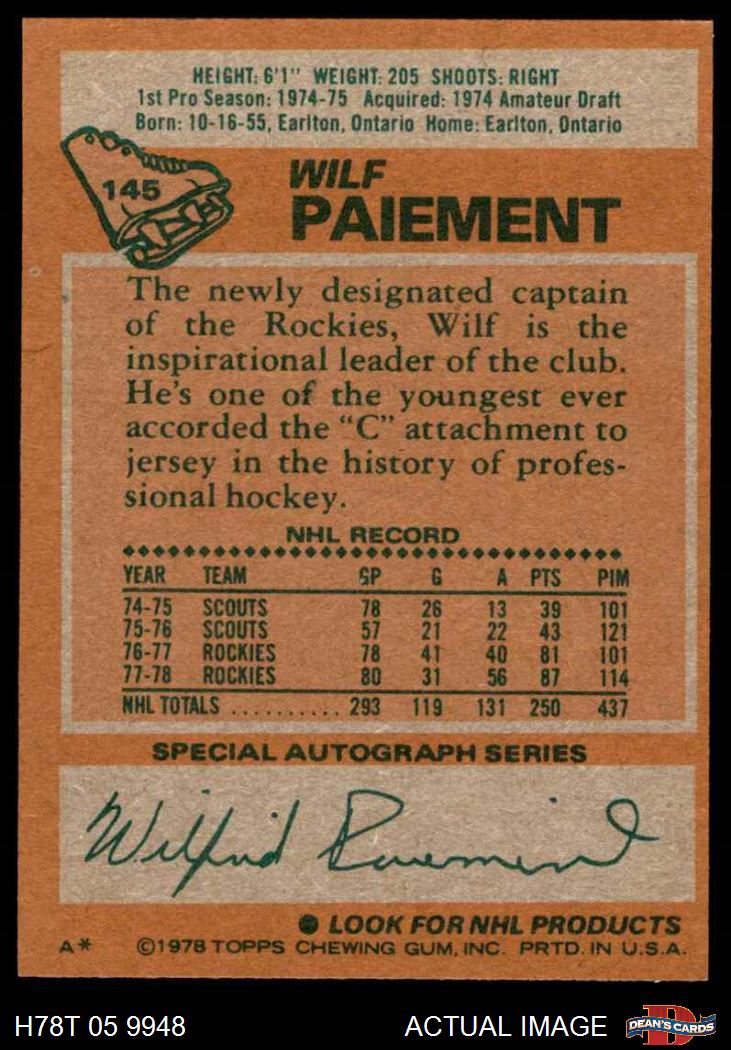 HEIGHT: 6'1" WEIGHT: 205 SHOOTS: RIGHT
1st Pro Season: 1974-75 Acquired: 1974 Amateur Draft
Born: 10-16-55, Earlton, Ontario Home: Earlton, Ontario
145
WILF
PAIEMENT
The newly designated captain
of the Rockies, Wilf is the
inspirational leader of the club.
He's one of the youngest ever
accorded the "C" attachment to
jersey in the history of profes-
sional hockey.
NHL RECORD
YEAR TEAM GP G A PTS PIM
74-75 SCOUTS 78 26 13 39 101
75-76 SCOUTS 57 21 22 43 121
76-77 ROCKIES 78 41 40 81 101
77-78 ROCKIES 80 31 56 87 114
NHL TOTALS .......... 293 119 131 250 437
SPECIAL AUTOGRAPH SERIES
Wilfrid Paiement
LOOK FOR NHL PRODUCTS
A* ©1978 TOPPS CHEWING GUM, INC. PRTD. IN U.S.A.
H78T 05 9948 ACTUAL IMAGE D DEAN'S CARDS